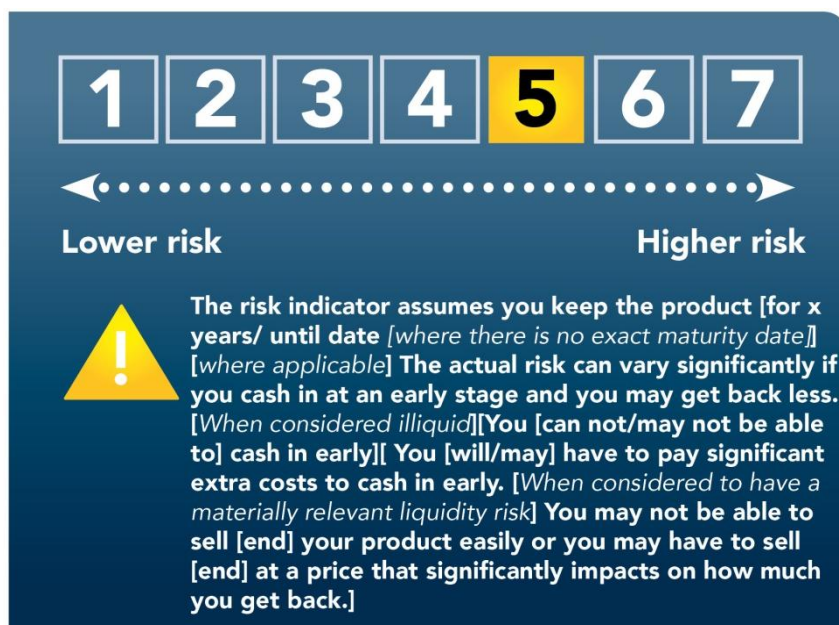 1 2 3 4 5 6 7
Lower risk Higher risk
!
The risk indicator assumes you keep the product [for x
years/ until date [where there is no exact maturity date]]
[where applicable] The actual risk can vary significantly if
you cash in at an early stage and you may get back less.
[When considered illiquid][You [can not/may not be able
to] cash in early][ You [will/may] have to pay significant
extra costs to cash in early. [When considered to have a
materially relevant liquidity risk] You may not be able to
sell [end] your product easily or you may have to sell
[end] at a price that significantly impacts on how much
you get back.]